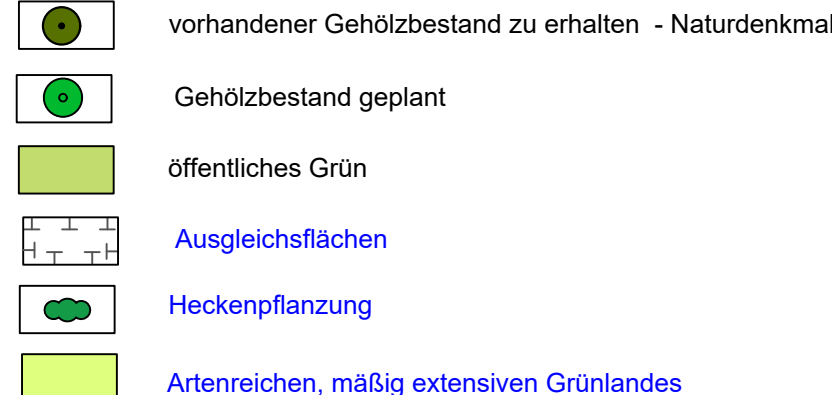 vorhandener Gehölzbestand zu erhalten - Naturdenkmal
Gehölzbestand geplant
öffentliches Grün
Ausgleichsflächen
Heckenpflanzung
Artenreichen, mäßig extensiven Grünlandes